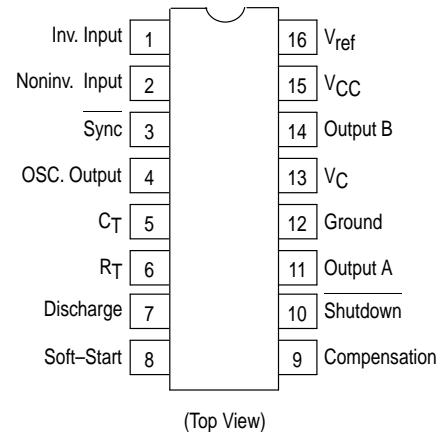 Inv. Input 1 16 Vref
Noninv. Input 2 15 VCC
Sync 3 14 Output B
OSC. Output 4 13 VC
CT 5 12 Ground
RT 6 11 Output A
Discharge 7 10 Shutdown
Soft–Start 8 9 Compensation
(Top View)